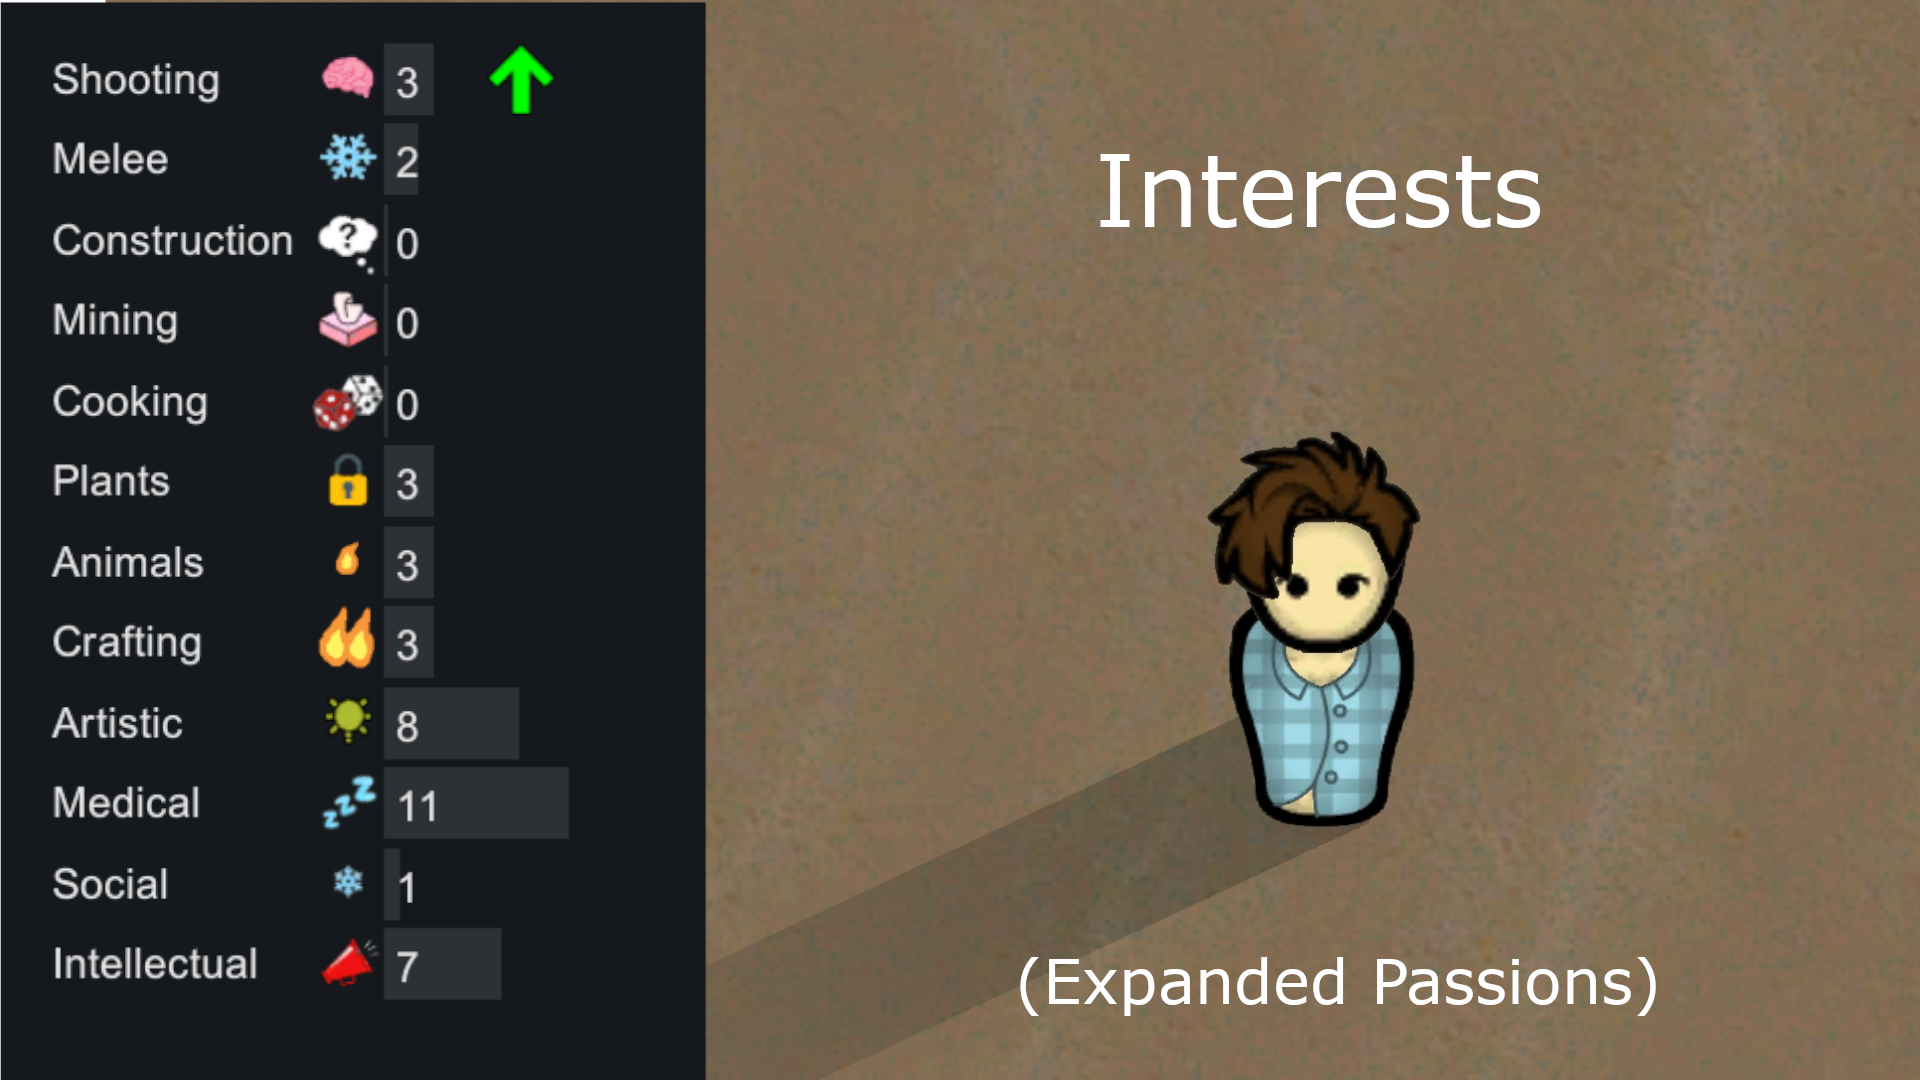 Shooting 3
Melee 2
Construction ? 0
Mining 0
Cooking 0
Plants 3
Animals 3
Crafting 3
Artistic 8
Medical zzz 11
Social 1
Intellectual 7
Interests
(Expanded Passions)